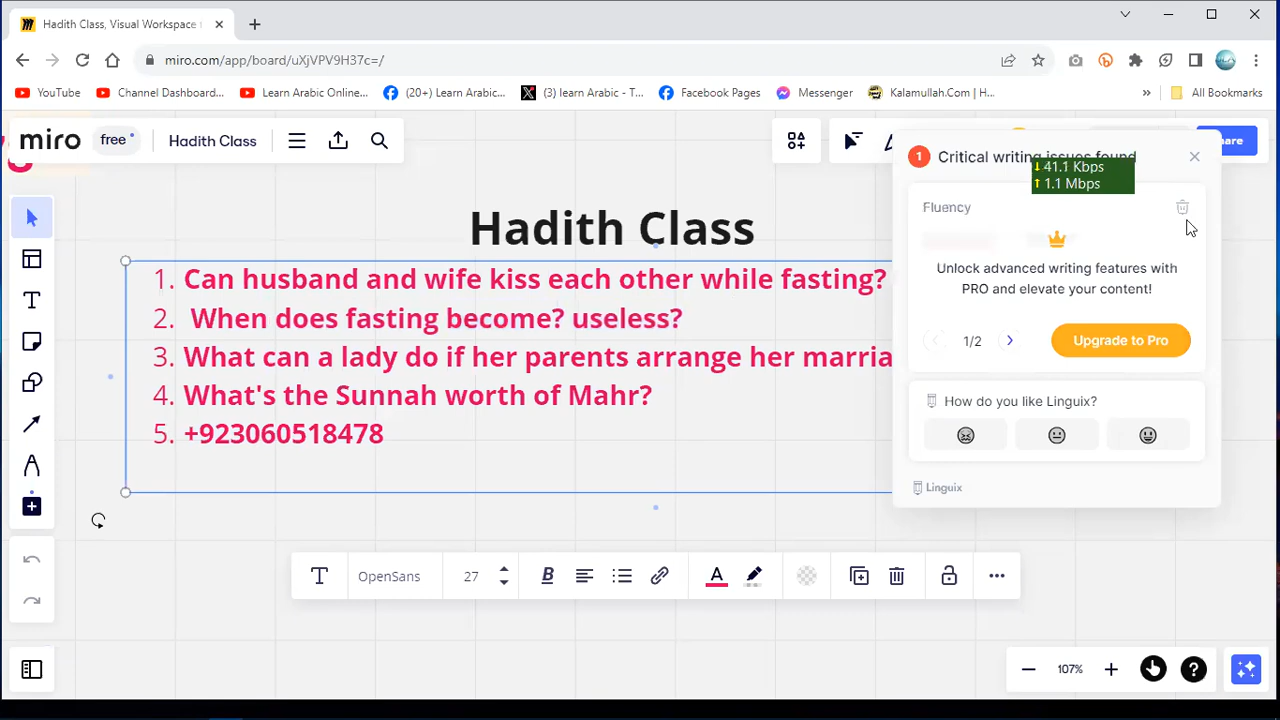 Hadith Class, Visual Workspace
miro.com/app/board/uXjVPV9H37c=/
YouTube
Channel Dashboard...
Learn Arabic Online...
(20+) Learn Arabic...
(3) learn Arabic - T...
Facebook Pages
Messenger
Kalamullah.Com | H...
»
All Bookmarks
miro
free
Hadith Class
are
1 Critical writing issues found
41.1 Kbps
1.1 Mbps
Fluency
Unlock advanced writing features with
PRO and elevate your content!
1/2
Upgrade to Pro
How do you like Linguix?
Linguix
Hadith Class
1. Can husband and wife kiss each other while fasting?
2. When does fasting become? useless?
3. What can a lady do if her parents arrange her marria
4. What's the Sunnah worth of Mahr?
5. +923060518478
OpenSans
27
107%